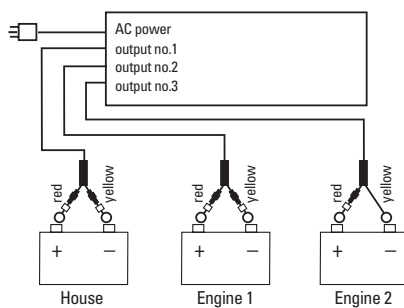 AC power
output no.1
output no.2
output no.3
red yellow red yellow red yellow
+ − + − + −
House Engine 1 Engine 2